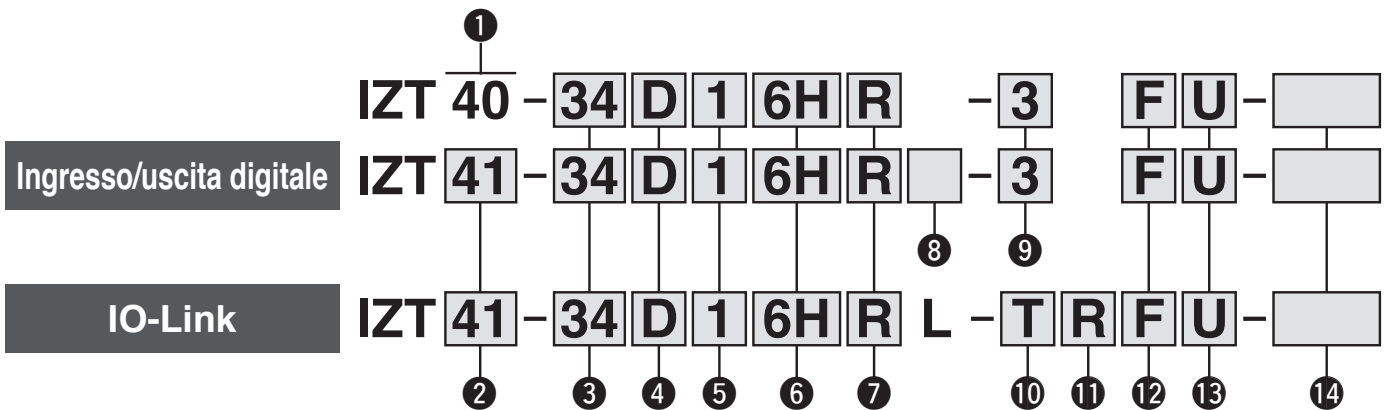 ❶
IZT 40 – 34 D 1 6H R – 3 F U –
Ingresso/uscita digitale IZT 41 – 34 D 1 6H R – 3 F U –
❽ ❾
IO-Link IZT 41 – 34 D 1 6H R L – T R F U –
❷ ❸ ❹ ❺ ❻ ❼ ❿ ⓫ ⓬ ⓭ ⓮